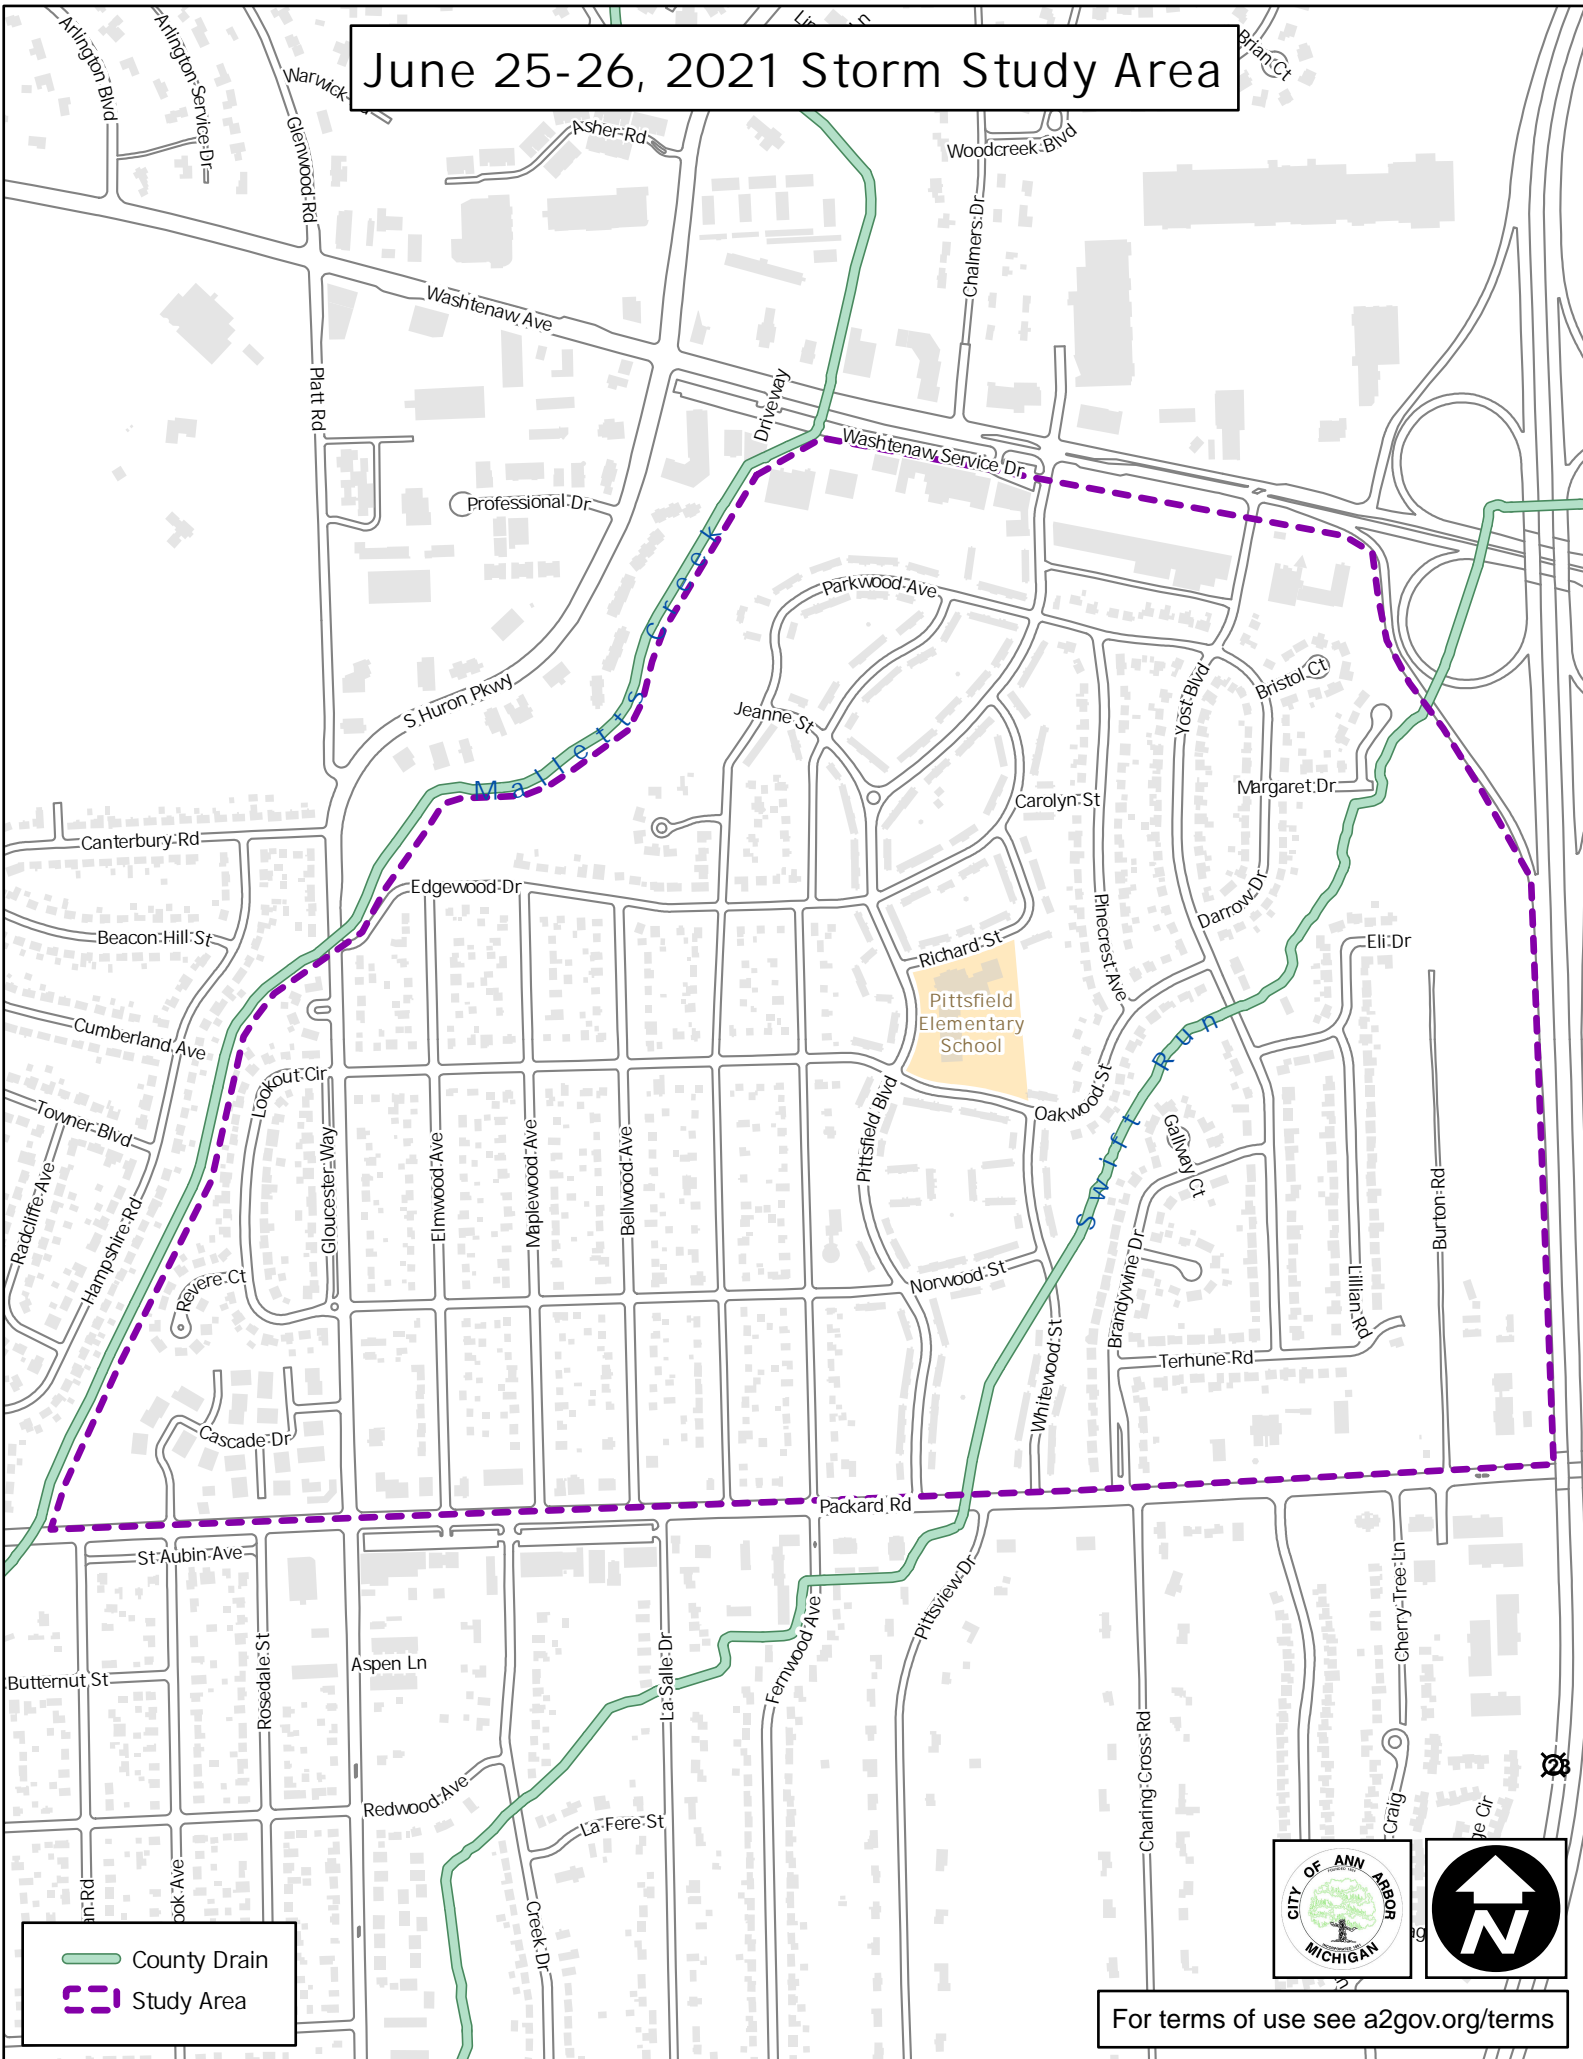 June 25-26, 2021 Storm Study Area
Arlington Blvd
Arlington Service Dr
Glenwood Rd
Warwick
Asher Rd
Brian Ct
Woodcreek Blvd
Chalmers Dr
Washtenaw Ave
Platt Rd
Driveway
Washtenaw Service Dr
Professional Dr
Mailetts Creek
Parkwood Ave
S Huron Pkwy
Jeanne St
Yost Blvd
Bristol Ct
Margaret Dr
Carolyn St
Canterbury Rd
Edgewood Dr
Beacon Hill St
Richard St
Pinecrest Ave
Darrow Dr
Eli Dr
Pittsfield
Elementary
School
Cumberland Ave
Lookout Cir
Towner Blvd
Radcliffe Ave
Hampshire Rd
Gloucester Way
Elmwood Ave
Maplewood Ave
Bellwood Ave
Pittsfield Blvd
Oakwood St
Swift Run
Gallway Ct
Burton Rd
Revere Ct
Norwood St
Brandywine Dr
Lillian Rd
Whitewood St
Terhune Rd
Cascade Dr
Packard Rd
St Aubin Ave
Butternut St
Rosedale St
Aspen Ln
La Salle Dr
Fernwood Ave
Pittsview Dr
Cherry Tree Ln
Charing Cross Rd
Redwood Ave
La Fere St
Creek Dr
Craig
ge Cir
an Rd
ook Ave
23
County Drain
Study Area
CITY OF ANN ARBOR
MICHIGAN
N
For terms of use see a2gov.org/terms